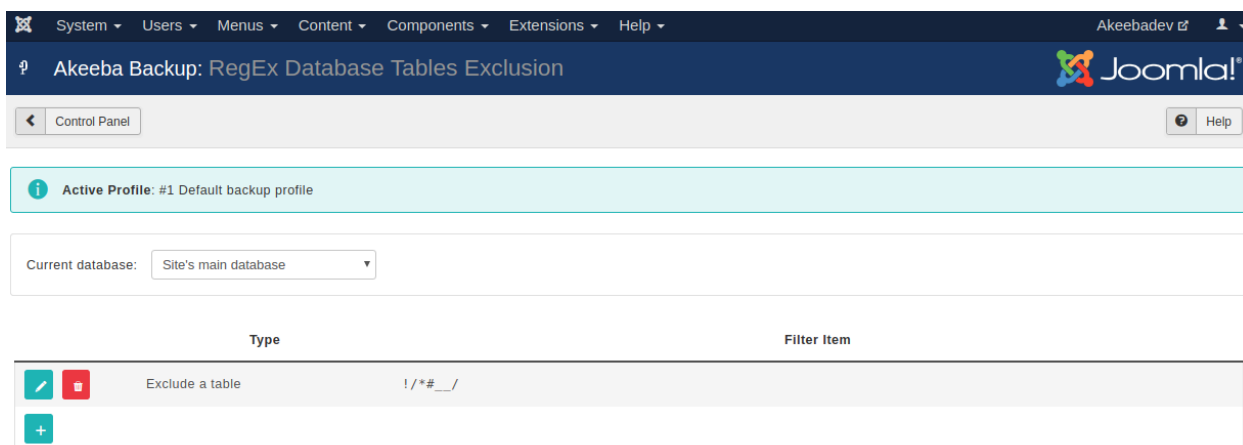 System Users Menus Content Components Extensions Help Akeebadev
Akeeba Backup: RegEx Database Tables Exclusion Joomla!®
Control Panel Help
Active Profile: #1 Default backup profile
Current database: Site's main database
Type Filter Item
Exclude a table !/*#__/